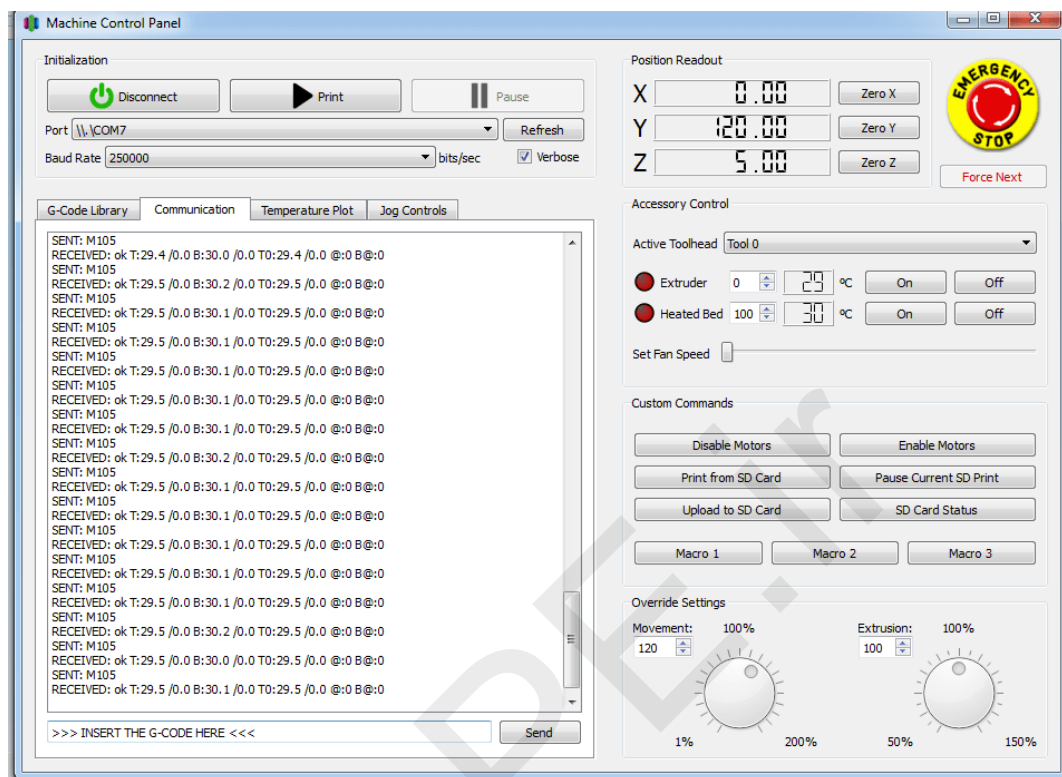 Machine Control Panel
Initialization
Disconnect
Print
Pause
Port \\.\COM7
Refresh
Baud Rate 250000 bits/sec
Verbose
G-Code Library
Communication
Temperature Plot
Jog Controls
SENT: M105
RECEIVED: ok T:29.4 /0.0 B:30.0 /0.0 T0:29.4 /0.0 @:0 B@:0
SENT: M105
RECEIVED: ok T:29.5 /0.0 B:30.2 /0.0 T0:29.5 /0.0 @:0 B@:0
SENT: M105
RECEIVED: ok T:29.5 /0.0 B:30.1 /0.0 T0:29.5 /0.0 @:0 B@:0
SENT: M105
RECEIVED: ok T:29.5 /0.0 B:30.1 /0.0 T0:29.5 /0.0 @:0 B@:0
SENT: M105
RECEIVED: ok T:29.5 /0.0 B:30.1 /0.0 T0:29.5 /0.0 @:0 B@:0
SENT: M105
RECEIVED: ok T:29.5 /0.0 B:30.1 /0.0 T0:29.5 /0.0 @:0 B@:0
SENT: M105
RECEIVED: ok T:29.5 /0.0 B:30.1 /0.0 T0:29.5 /0.0 @:0 B@:0
SENT: M105
RECEIVED: ok T:29.5 /0.0 B:30.2 /0.0 T0:29.5 /0.0 @:0 B@:0
SENT: M105
RECEIVED: ok T:29.5 /0.0 B:30.1 /0.0 T0:29.5 /0.0 @:0 B@:0
SENT: M105
RECEIVED: ok T:29.5 /0.0 B:30.1 /0.0 T0:29.5 /0.0 @:0 B@:0
SENT: M105
RECEIVED: ok T:29.5 /0.0 B:30.1 /0.0 T0:29.5 /0.0 @:0 B@:0
SENT: M105
RECEIVED: ok T:29.5 /0.0 B:30.1 /0.0 T0:29.5 /0.0 @:0 B@:0
SENT: M105
RECEIVED: ok T:29.5 /0.0 B:30.1 /0.0 T0:29.5 /0.0 @:0 B@:0
SENT: M105
RECEIVED: ok T:29.5 /0.0 B:30.2 /0.0 T0:29.5 /0.0 @:0 B@:0
SENT: M105
RECEIVED: ok T:29.5 /0.0 B:30.0 /0.0 T0:29.5 /0.0 @:0 B@:0
SENT: M105
RECEIVED: ok T:29.5 /0.0 B:30.1 /0.0 T0:29.5 /0.0 @:0 B@:0
>>> INSERT THE G-CODE HERE <<<
Send
Position Readout
X 0.00 Zero X
Y 120.00 Zero Y
Z 5.00 Zero Z
EMERGENCY
STOP
Force Next
Accessory Control
Active Toolhead Tool 0
Extruder 0 29 ºC On Off
Heated Bed 100 30 ºC On Off
Set Fan Speed
Custom Commands
Disable Motors
Enable Motors
Print from SD Card
Pause Current SD Print
Upload to SD Card
SD Card Status
Macro 1
Macro 2
Macro 3
Override Settings
Movement: 100%
120
1% 200%
Extrusion: 100%
100
50% 150%
DE.ir